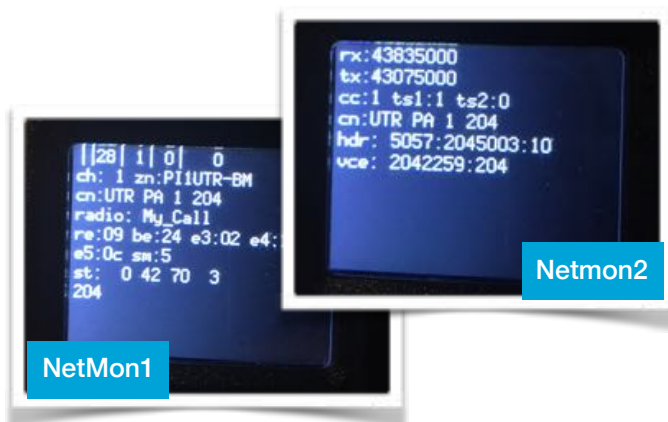 ||28| 1| 0|   0
ch: 1 zn:PI1UTR-BM
cn:UTR PA 1 204
radio: My_Call
re:09 be:24 e3:02 e4:
e5:0c sm:5
st:  0 42 70  3
204
NetMon1
rx:43835000
tx:43075000
cc:1 ts1:1 ts2:0
cn:UTR PA 1 204
hdr: 5057:2045003:10
vce: 2042259:204
Netmon2